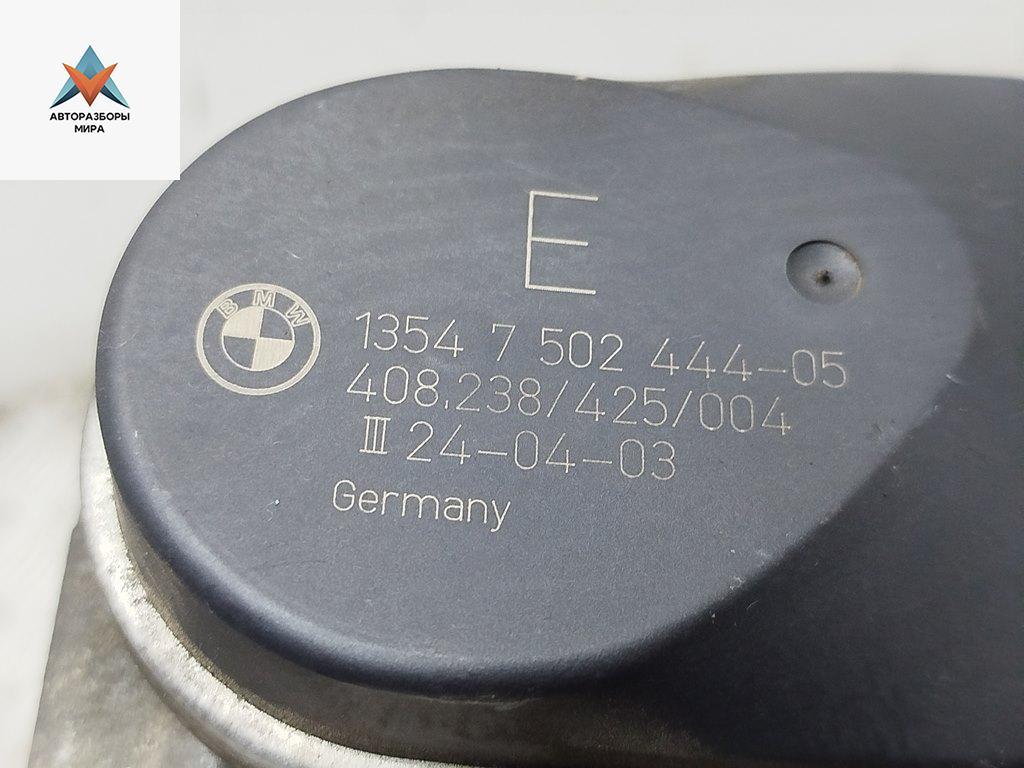 АВТОРАЗБОРЫ
МИРА
E
BMW
1354 7 502 444-05
408.238/425/004
III 24-04-03
Germany